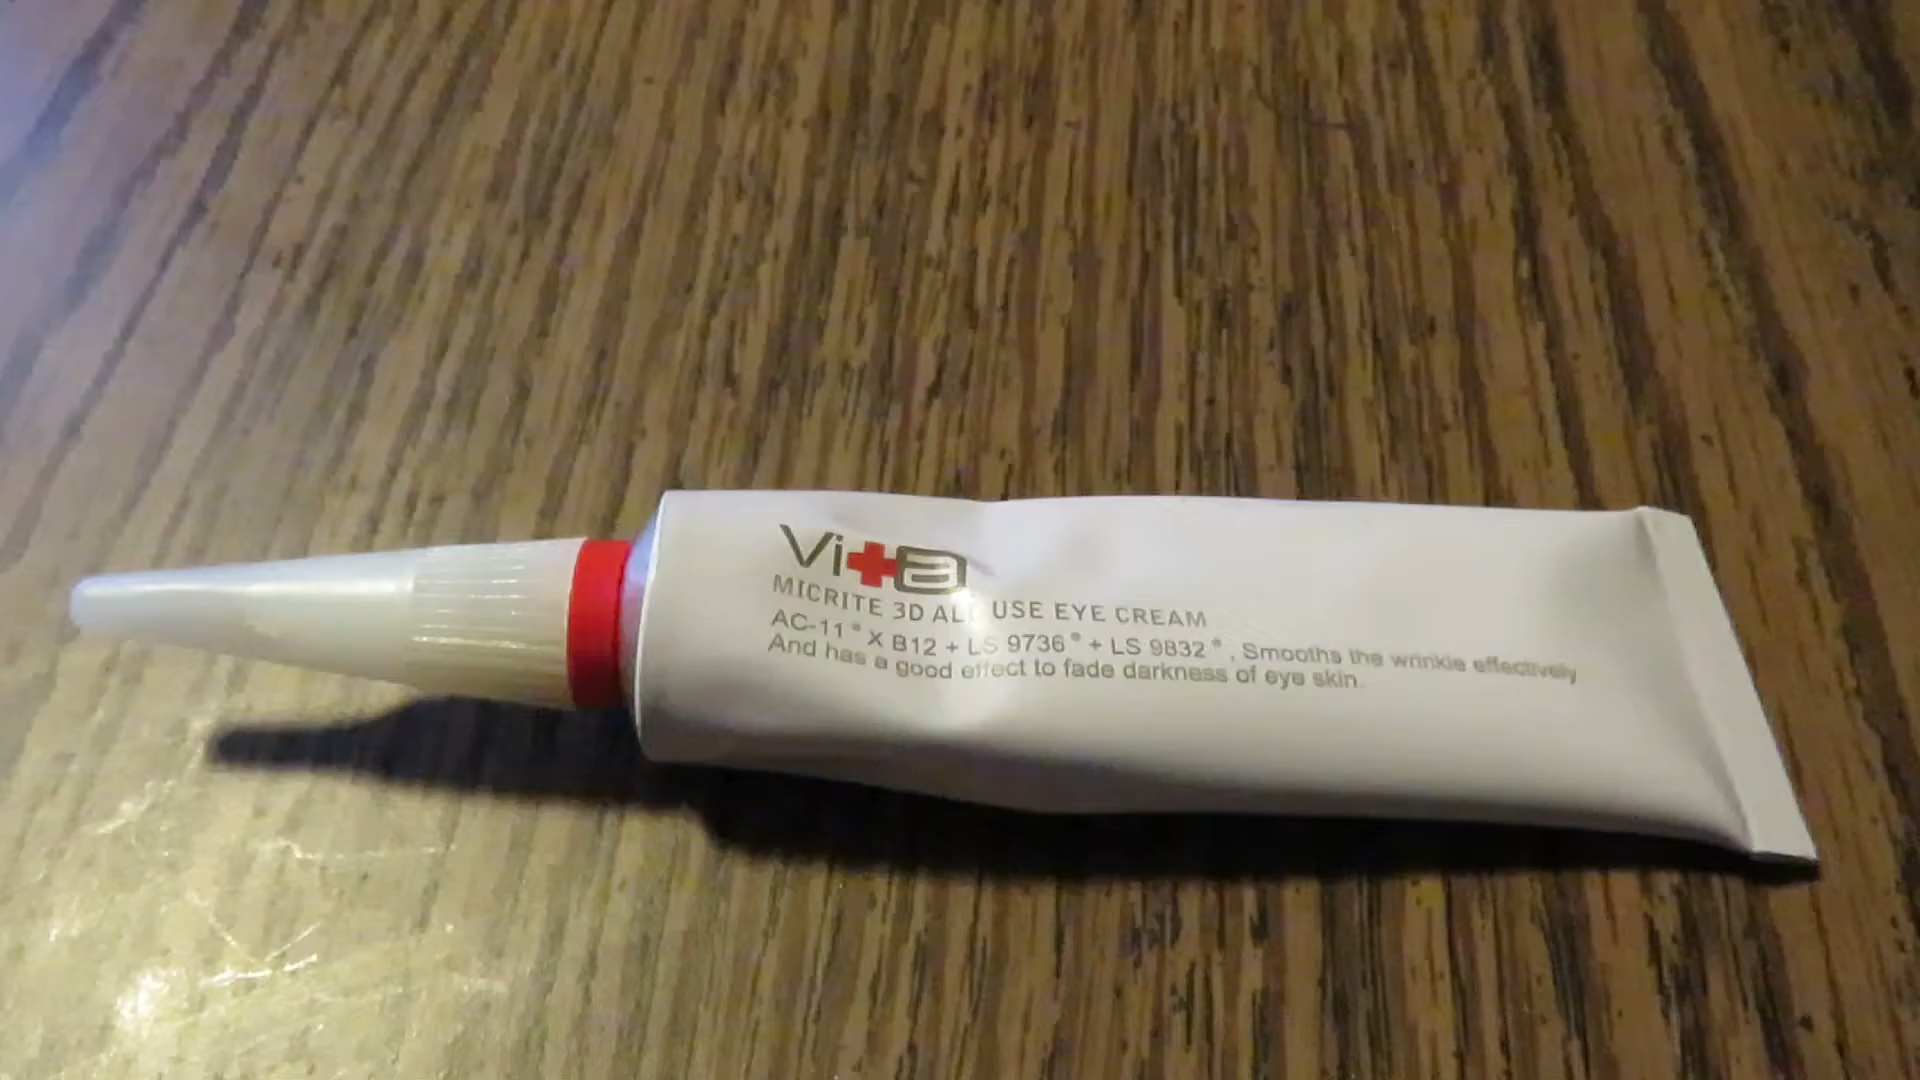 Vita
MICRITE 3D ALL USE EYE CREAM
AC-11® X B12 + LS 9736® + LS 9832® , Smooths the wrinkle effectively
And has a good effect to fade darkness of eye skin.